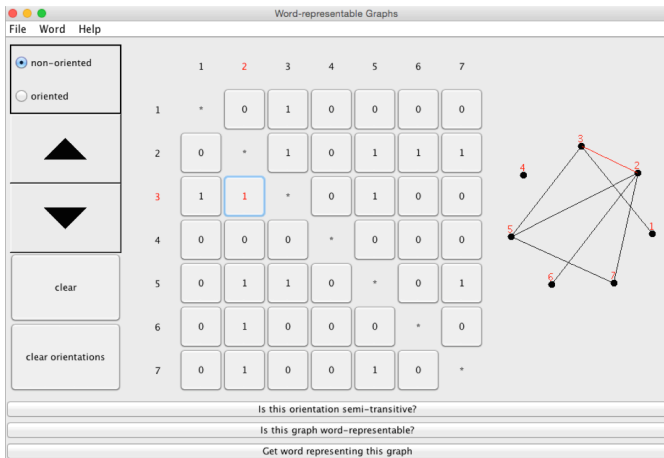 Word-representable Graphs
File Word Help
non-oriented
oriented
clear
clear orientations
1 2 3 4 5 6 7
1 * 0 1 0 0 0 0
2 0 * 1 0 1 1 1
3 1 1 * 0 1 0 0
4 0 0 0 * 0 0 0
5 0 1 1 0 * 0 1
6 0 1 0 0 0 * 0
7 0 1 0 0 1 0 *
3
2
4
1
5
6
7
Is this orientation semi-transitive?
Is this graph word-representable?
Get word representing this graph